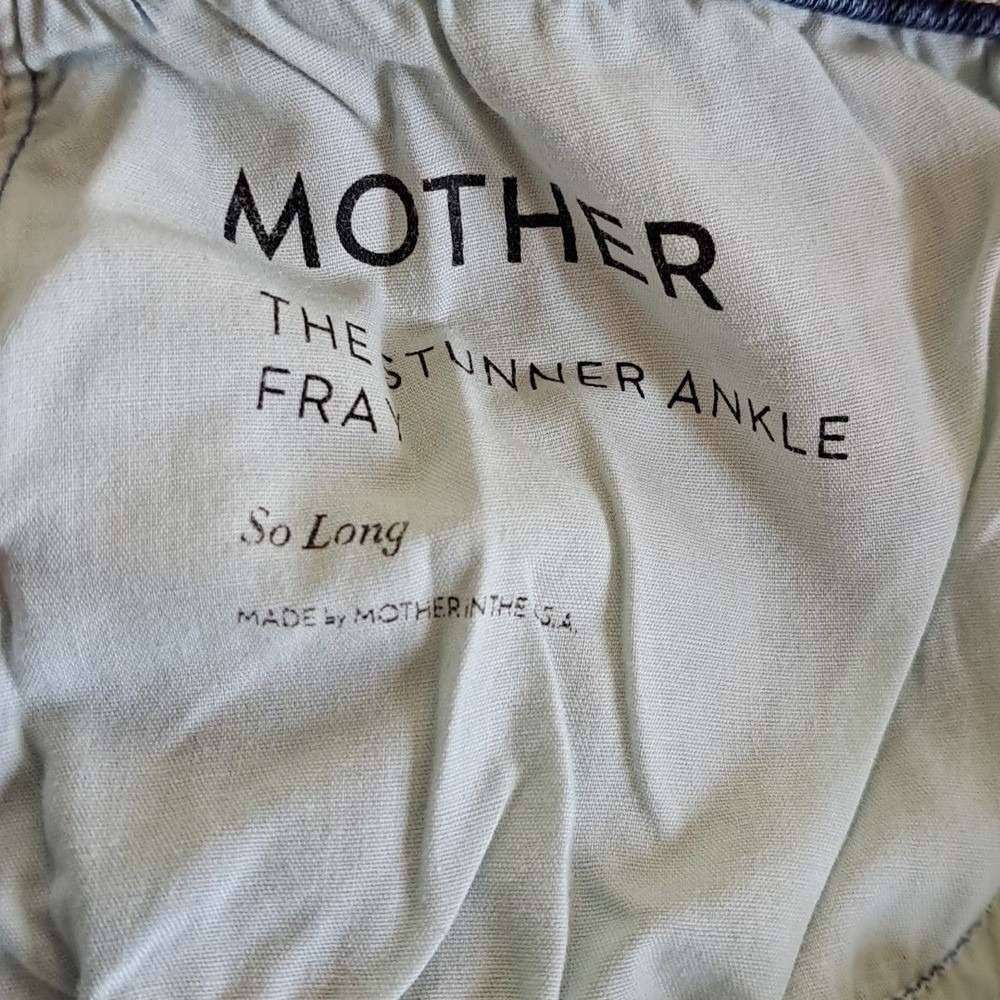 MOTHER
THE STUNNER ANKLE
FRAY
So Long
MADE by MOTHER IN THE U.S.A.